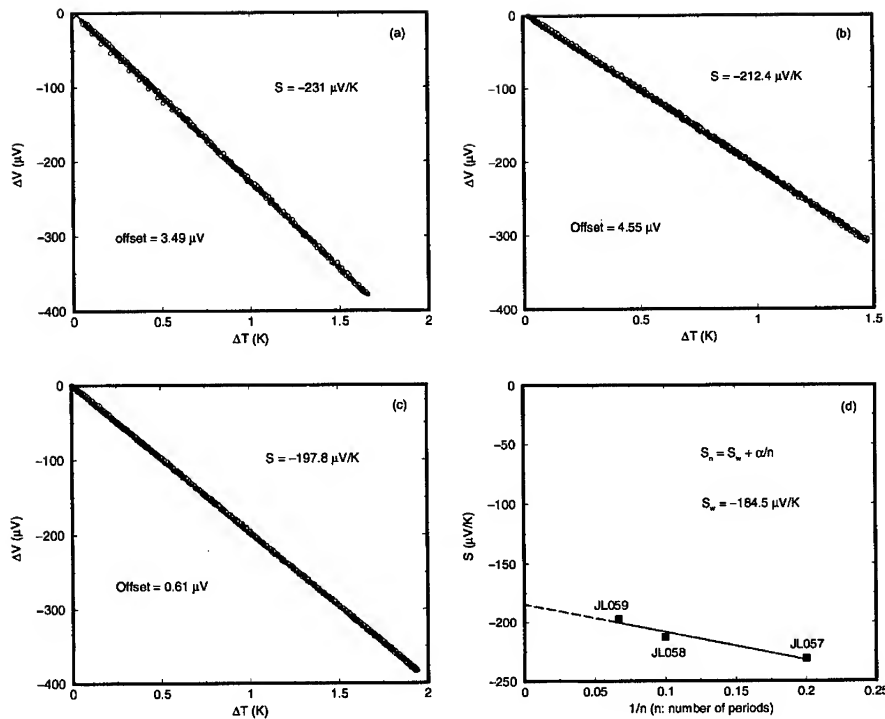 (a)
S = −231 μV/K
offset = 3.49 μV
ΔV (μV)
0
−100
−200
−300
−400
0
0.5
1
1.5
2
ΔT (K)
(b)
S = −212.4 μV/K
Offset = 4.55 μV
ΔV (μV)
0
−100
−200
−300
−400
0.5
1.0
1.5
ΔT (K)
(c)
S = −197.8 μV/K
Offset = 0.61 μV
ΔV (μV)
0
−100
−200
−300
−400
0
0.5
1
1.5
2
ΔT (K)
(d)
Sₙ = S_w + α/n
S_w = −184.5 μV/K
S (μV/K)
0
−50
−100
−150
−200
−250
JL059
JL058
JL057
0
0.05
0.1
0.15
0.2
0.25
1/n (n: number of periods)